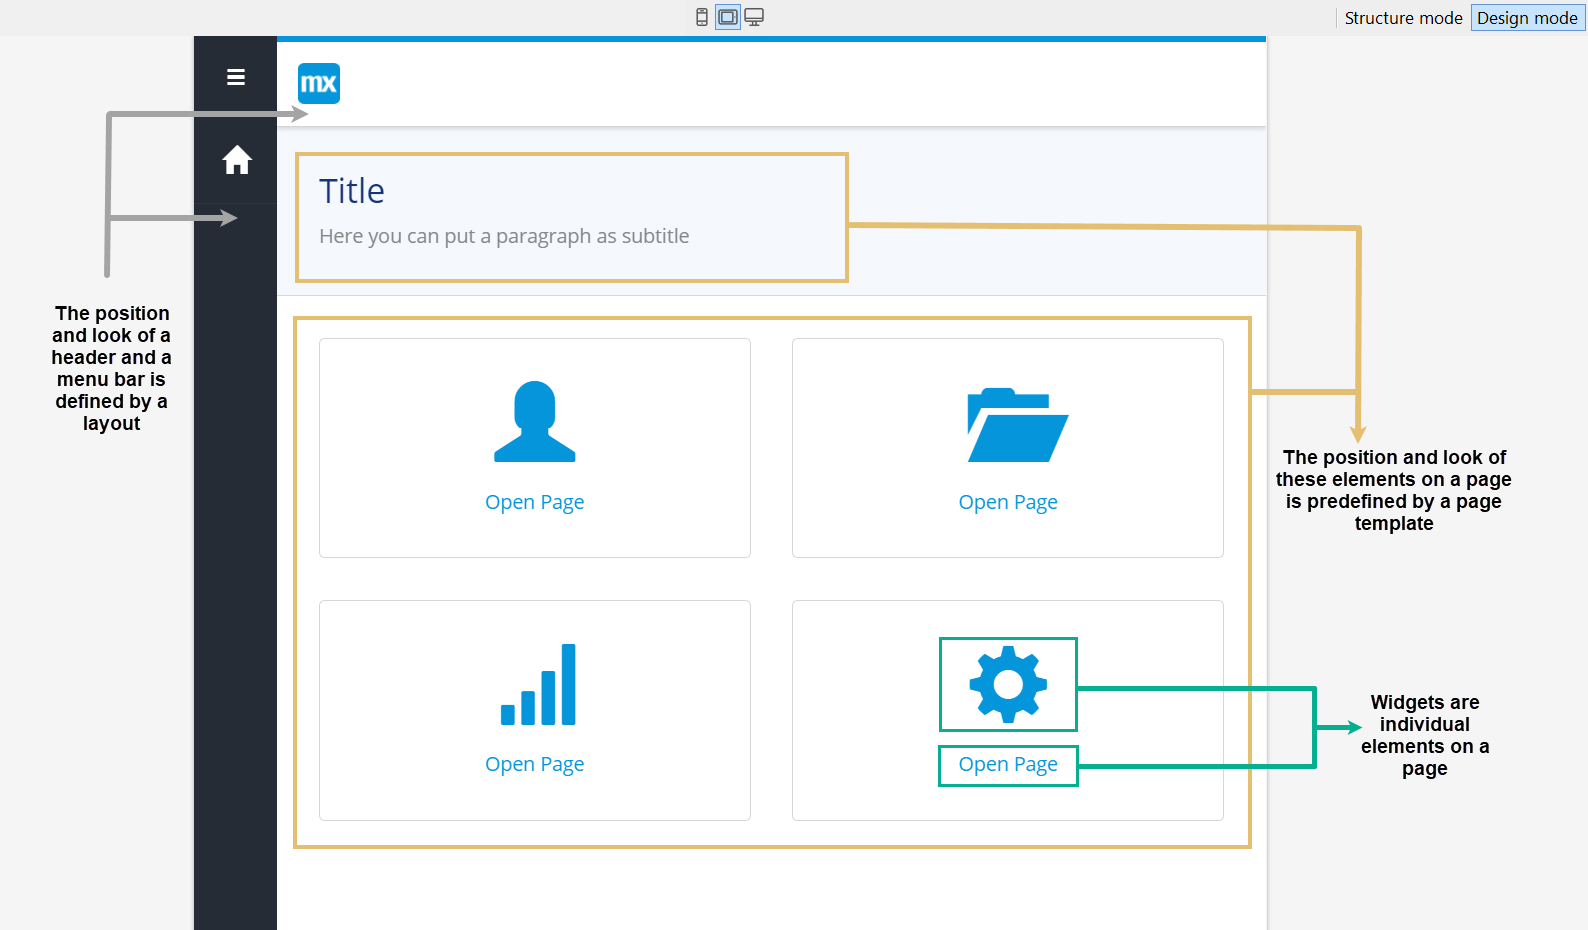 Structure mode Design mode
mx
Title
Here you can put a paragraph as subtitle
The position
and look of a
header and a
menu bar is
defined by a
layout
Open Page
Open Page
The position and look of
these elements on a page
is predefined by a page
template
Open Page
Open Page
Widgets are
individual
elements on a
page